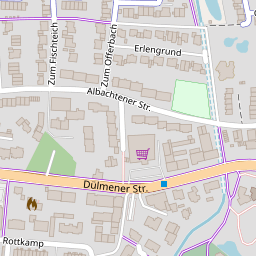 Zum Fischteich
Zum Offerbach
Erlengrund
Albachtener Str.
Dülmener Str.
Rottkamp